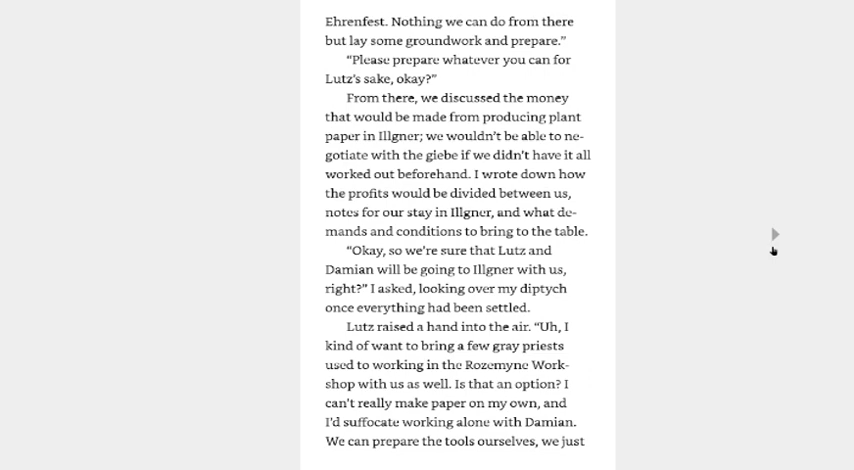 Ehrenfest. Nothing we can do from there
but lay some groundwork and prepare.”
“Please prepare whatever you can for
Lutz’s sake, okay?”
From there, we discussed the money
that would be made from producing plant
paper in Illgner; we wouldn’t be able to ne-
gotiate with the giebe if we didn’t have it all
worked out beforehand. I wrote down how
the profits would be divided between us,
notes for our stay in Illgner, and what de-
mands and conditions to bring to the table.
“Okay, so we’re sure that Lutz and
Damian will be going to Illgner with us,
right?” I asked, looking over my diptych
once everything had been settled.
Lutz raised a hand into the air. “Uh, I
kind of want to bring a few gray priests
used to working in the Rozemyne Work-
shop with us as well. Is that an option? I
can’t really make paper on my own, and
I’d suffocate working alone with Damian.
We can prepare the tools ourselves, we just